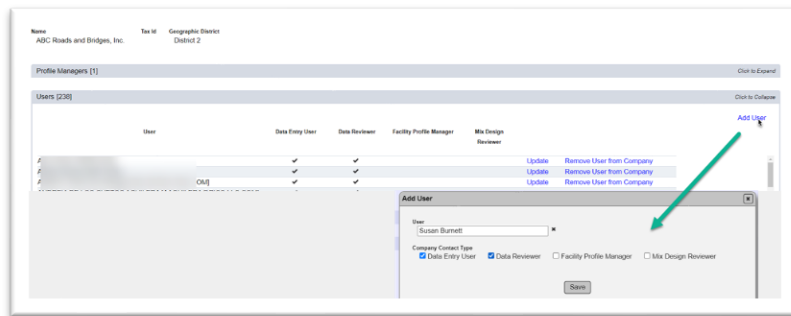 Name Tax Id Geographic District
ABC Roads and Bridges, Inc. District 2
Profile Managers [1] Click to Expand
Users [238] Click to Collapse
Add User
User Data Entry User Data Reviewer Facility Profile Manager Mix Design
Reviewer
Update Remove User from Company
Update Remove User from Company
OM] Update Remove User from Company
Add User
User
Susan Burnett
Company Contact Type
Data Entry User Data Reviewer Facility Profile Manager Mix Design Reviewer
Save